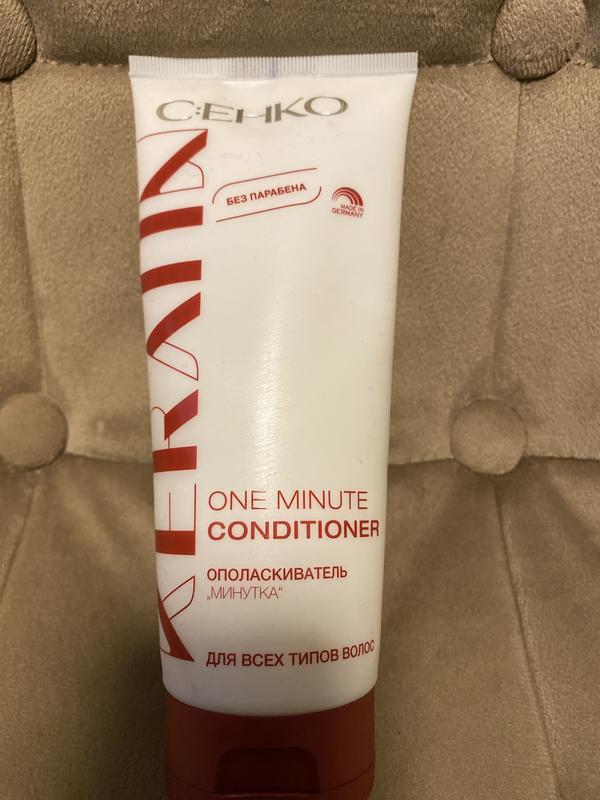 C:EHKO
KERATIN
БЕЗ ПАРАБЕНА
MADE IN
GERMANY
ONE MINUTE
CONDITIONER
ОПОЛАСКИВАТЕЛЬ
„МИНУТКА“
ДЛЯ ВСЕХ ТИПОВ ВОЛОС